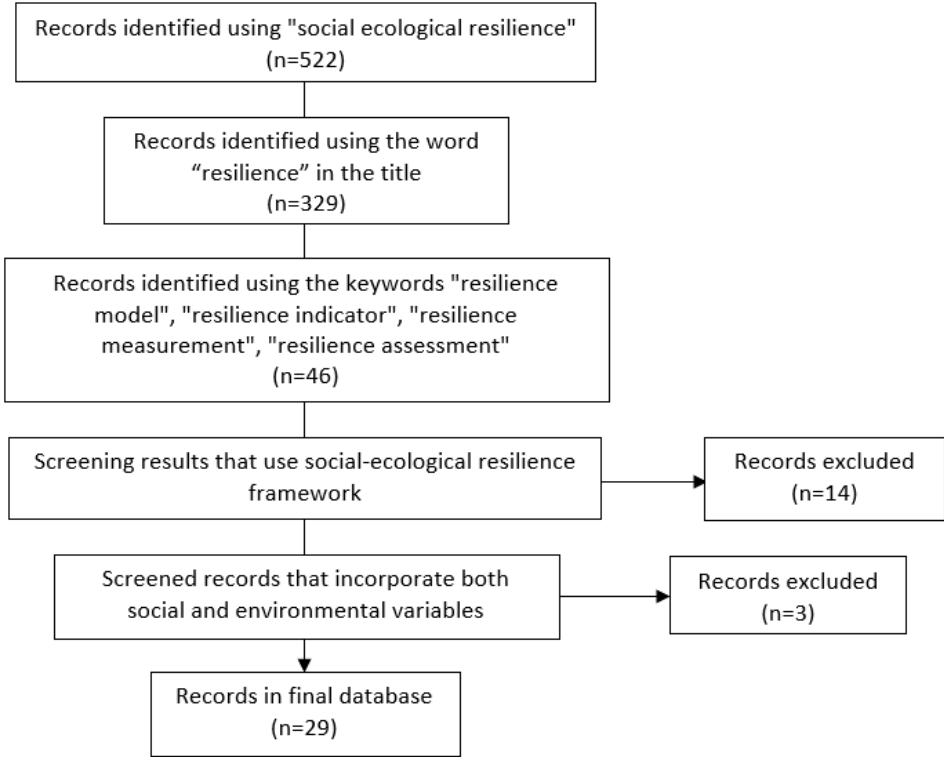 Records identified using "social ecological resilience"
(n=522)
Records identified using the word
“resilience” in the title
(n=329)
Records identified using the keywords "resilience
model", "resilience indicator", "resilience
measurement", "resilience assessment"
(n=46)
Screening results that use social-ecological resilience
framework
Records excluded
(n=14)
Screened records that incorporate both
social and environmental variables
Records excluded
(n=3)
Records in final database
(n=29)